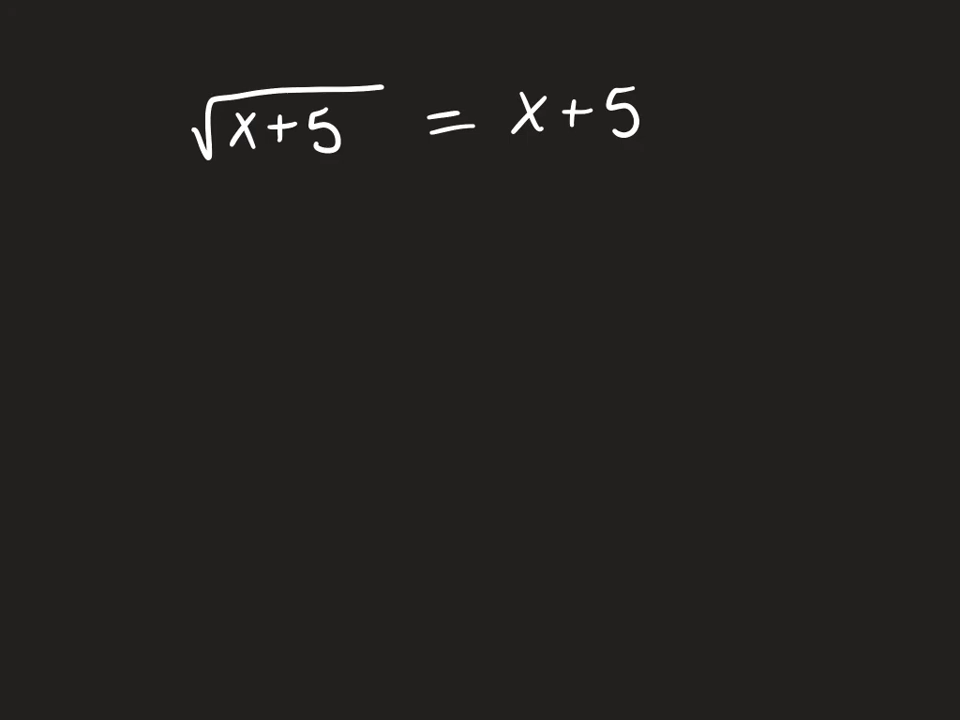 √(x+5) = x+5